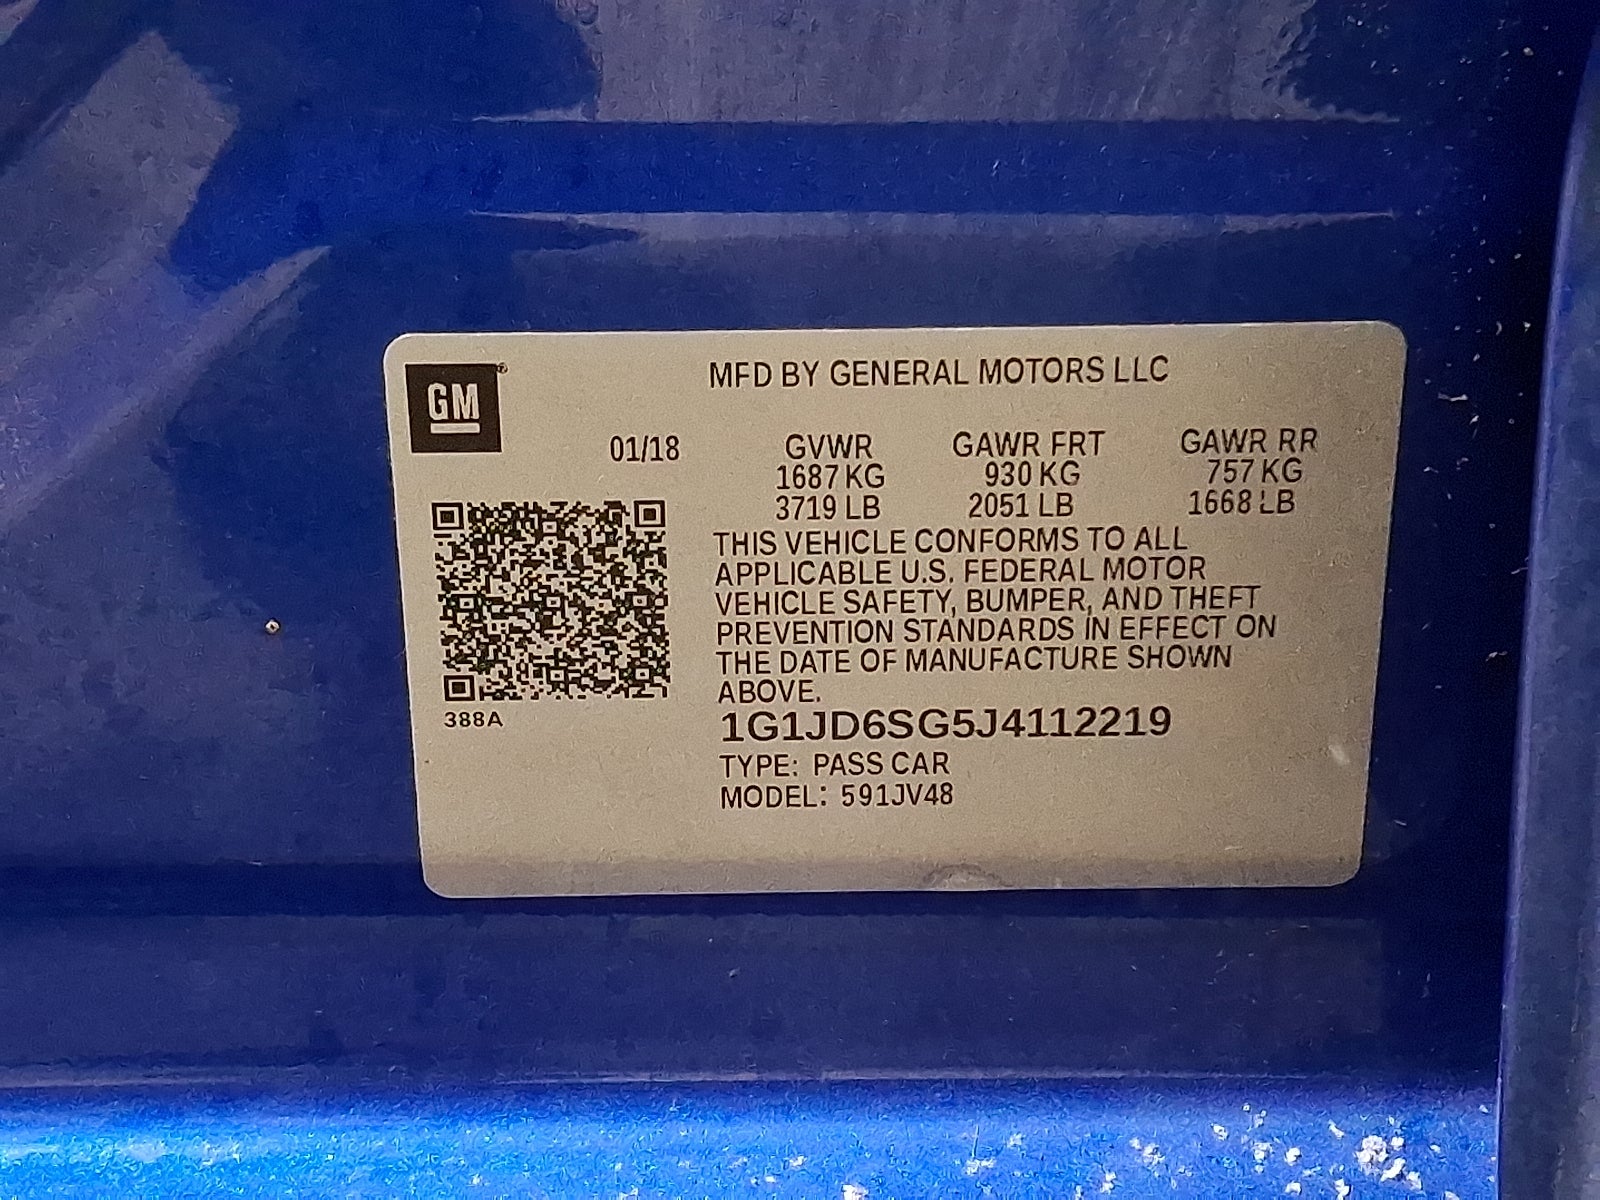 GM
MFD BY GENERAL MOTORS LLC
01/18 GVWR GAWR FRT GAWR RR
1687 KG 930 KG 757 KG
3719 LB 2051 LB 1668 LB
THIS VEHICLE CONFORMS TO ALL
APPLICABLE U.S. FEDERAL MOTOR
VEHICLE SAFETY, BUMPER, AND THEFT
PREVENTION STANDARDS IN EFFECT ON
THE DATE OF MANUFACTURE SHOWN
ABOVE.
388A
1G1JD6SG5J4112219
TYPE: PASS CAR
MODEL: 591JV48